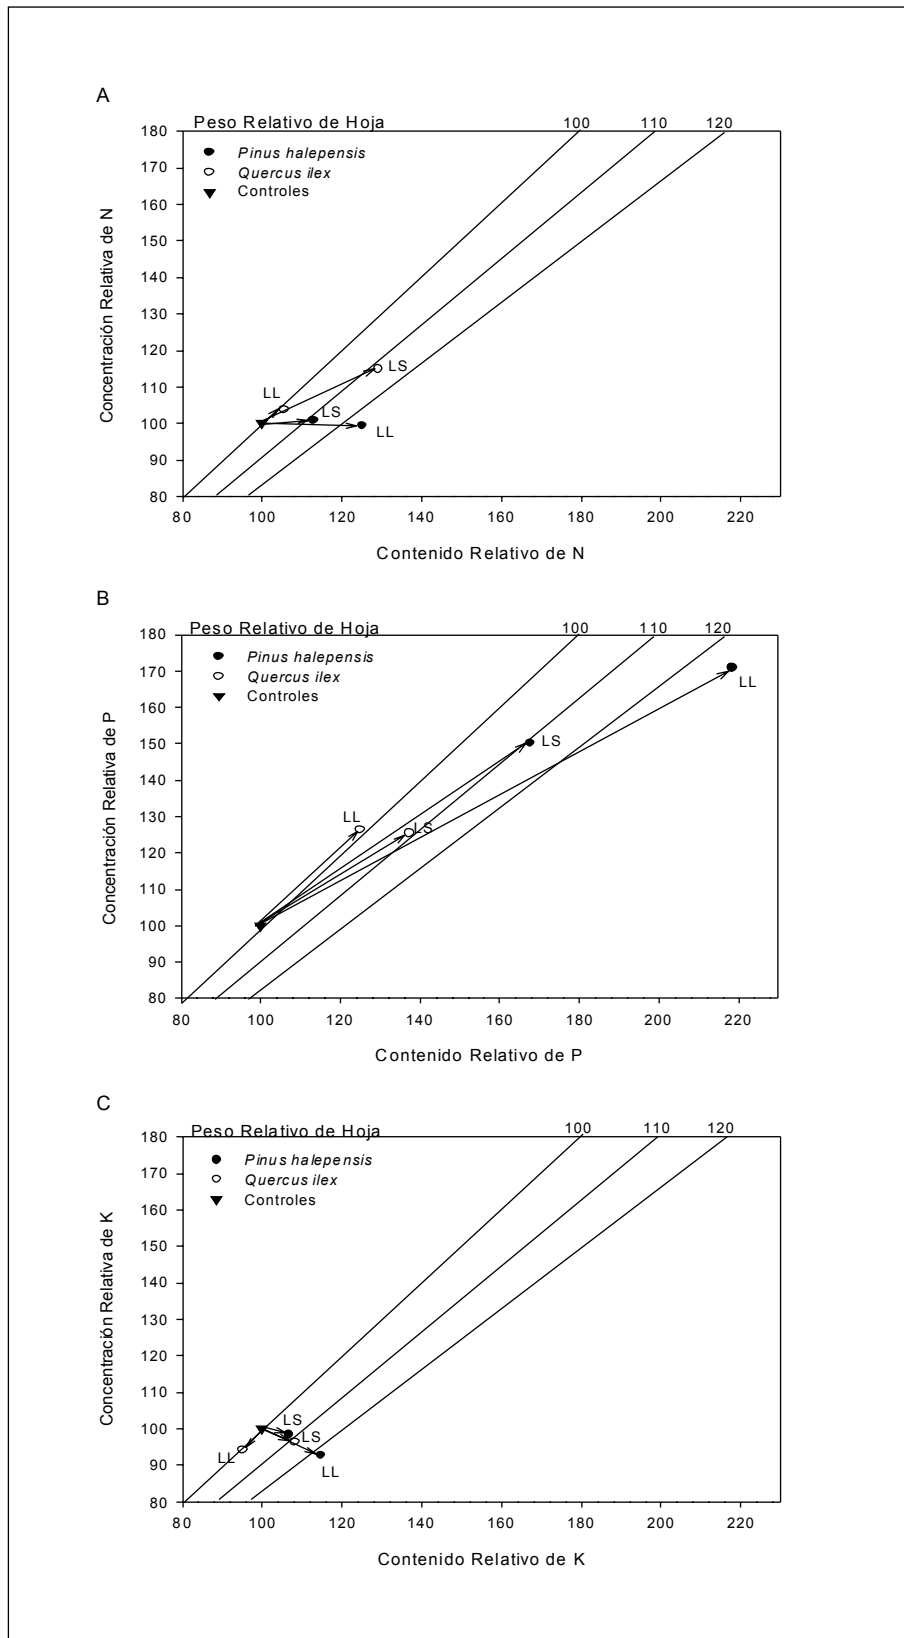 A
Peso Relativo de Hoja
100
110
120
Pinus halepensis
Quercus ilex
Controles
Concentración Relativa de N
180
170
160
150
140
130
120
110
100
90
80
LL
LS
LS
LL
80 100 120 140 160 180 200 220
Contenido Relativo de N
B
Peso Relativo de Hoja
100
110
120
Pinus halepensis
Quercus ilex
Controles
Concentración Relativa de P
180
170
160
150
140
130
120
110
100
90
80
LL
LS
LL
LS
80 100 120 140 160 180 200 220
Contenido Relativo de P
C
Peso Relativo de Hoja
100
110
120
Pinus halepensis
Quercus ilex
Controles
Concentración Relativa de K
180
170
160
150
140
130
120
110
100
90
80
LS
LS
LL
LL
80 100 120 140 160 180 200 220
Contenido Relativo de K